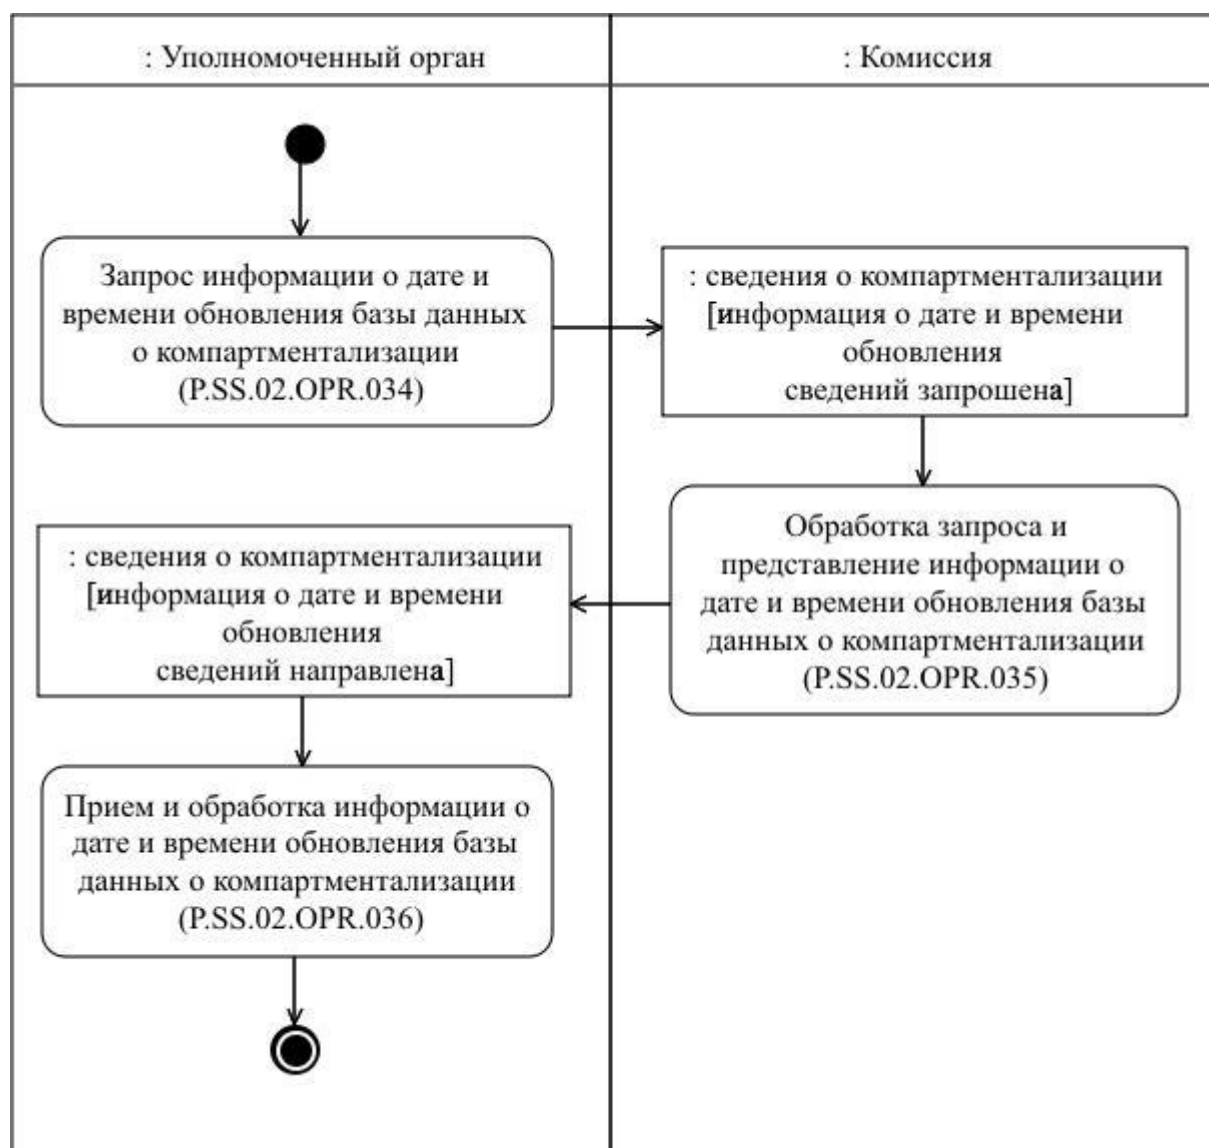 : Уполномоченный орган
: Комиссия
Запрос информации о дате и
времени обновления базы данных
о компартментализации
(P.SS.02.OPR.034)
: сведения о компартментализации
[информация о дате и времени
обновления
сведений запрошена]
Обработка запроса и
представление информации о
дате и времени обновления базы
данных о компартментализации
(P.SS.02.OPR.035)
: сведения о компартментализации
[информация о дате и времени
обновления
сведений направлена]
Прием и обработка информации о
дате и времени обновления базы
данных о компартментализации
(P.SS.02.OPR.036)